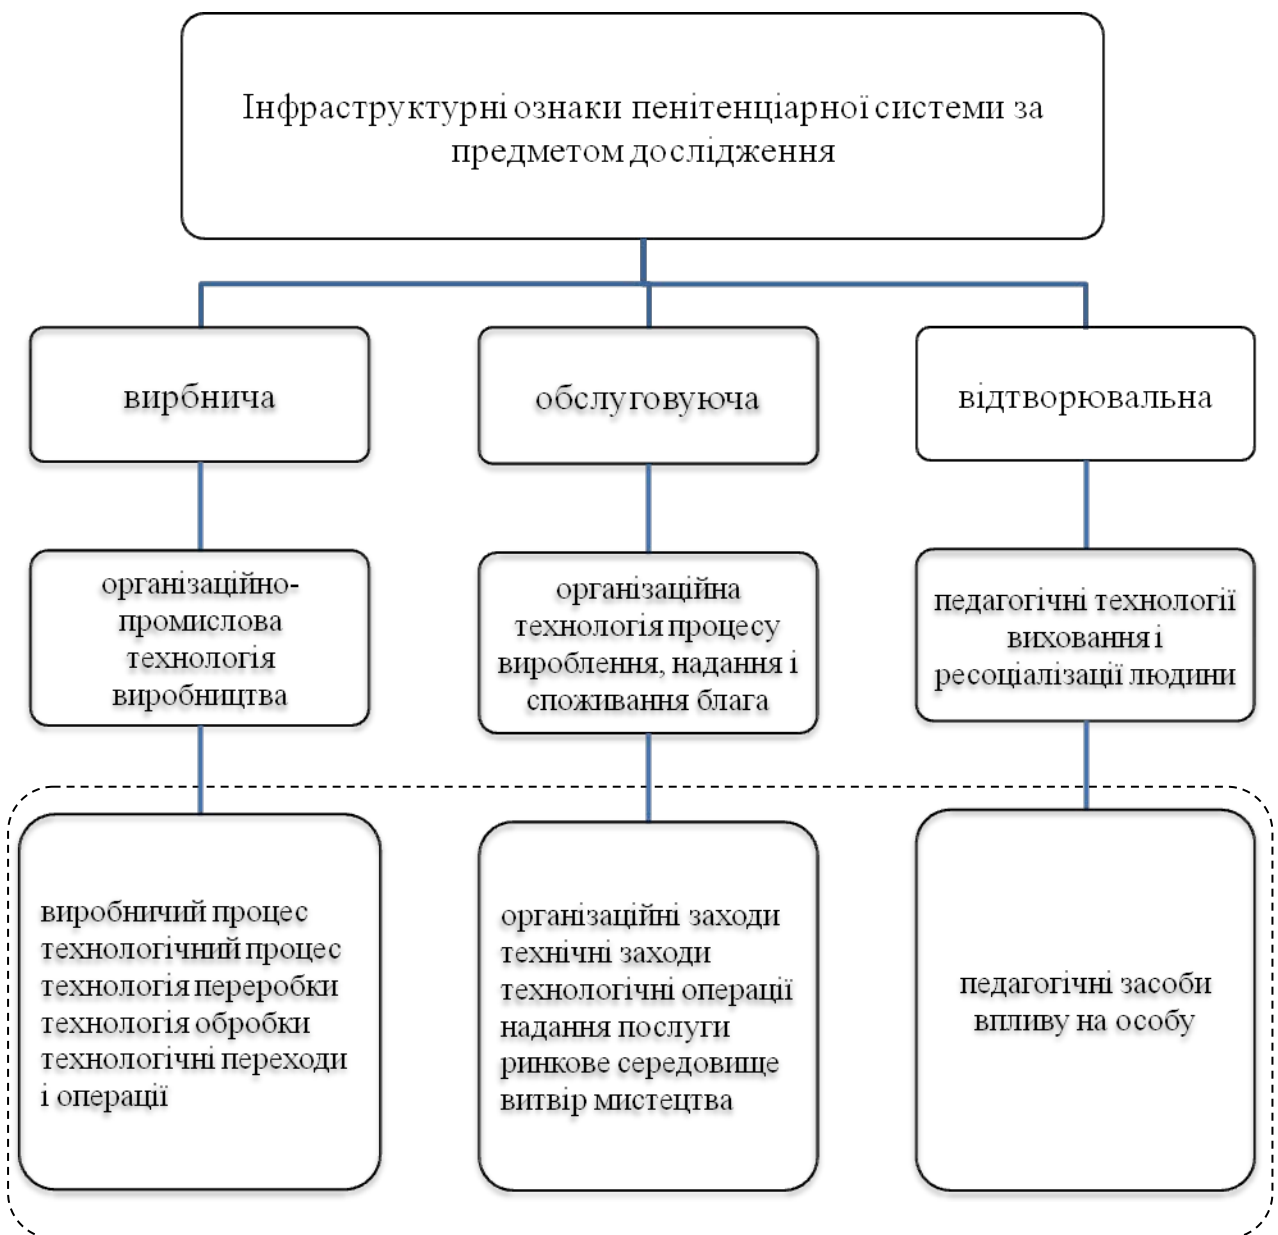 Інфраструктурні ознаки пенітенціарної системи за
предметом дослідження
вирбнича
обслуговуюча
відтворювальна
організаційно-
промислова
технологія
виробництва
організаційна
технологія процесу
вироблення, надання і
споживання блага
педагогічні технології
виховання і
ресоціалізації людини
виробничий процес
технологічний процес
технологія переробки
технологія обробки
технологічні переходи
і операції
організаційні заходи
технічні заходи
технологічні операції
надання послуги
ринкове середовище
витвір мистецтва
педагогічні засоби
впливу на особу